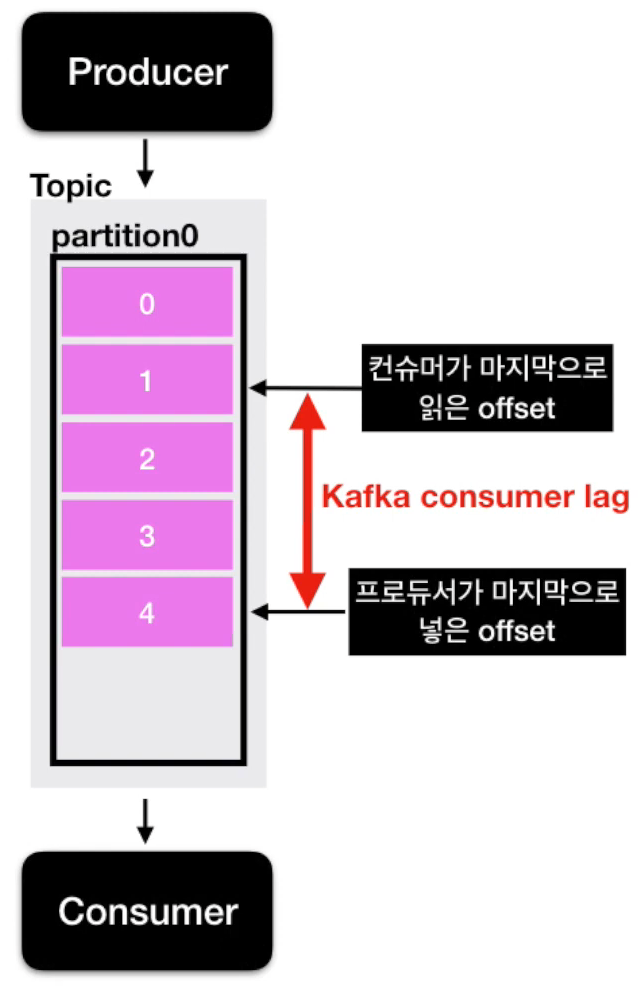 Producer
Topic
partition0
0
1
컨슈머가 마지막으로
읽은 offset
2
Kafka consumer lag
3
4
프로듀서가 마지막으로
넣은 offset
Consumer